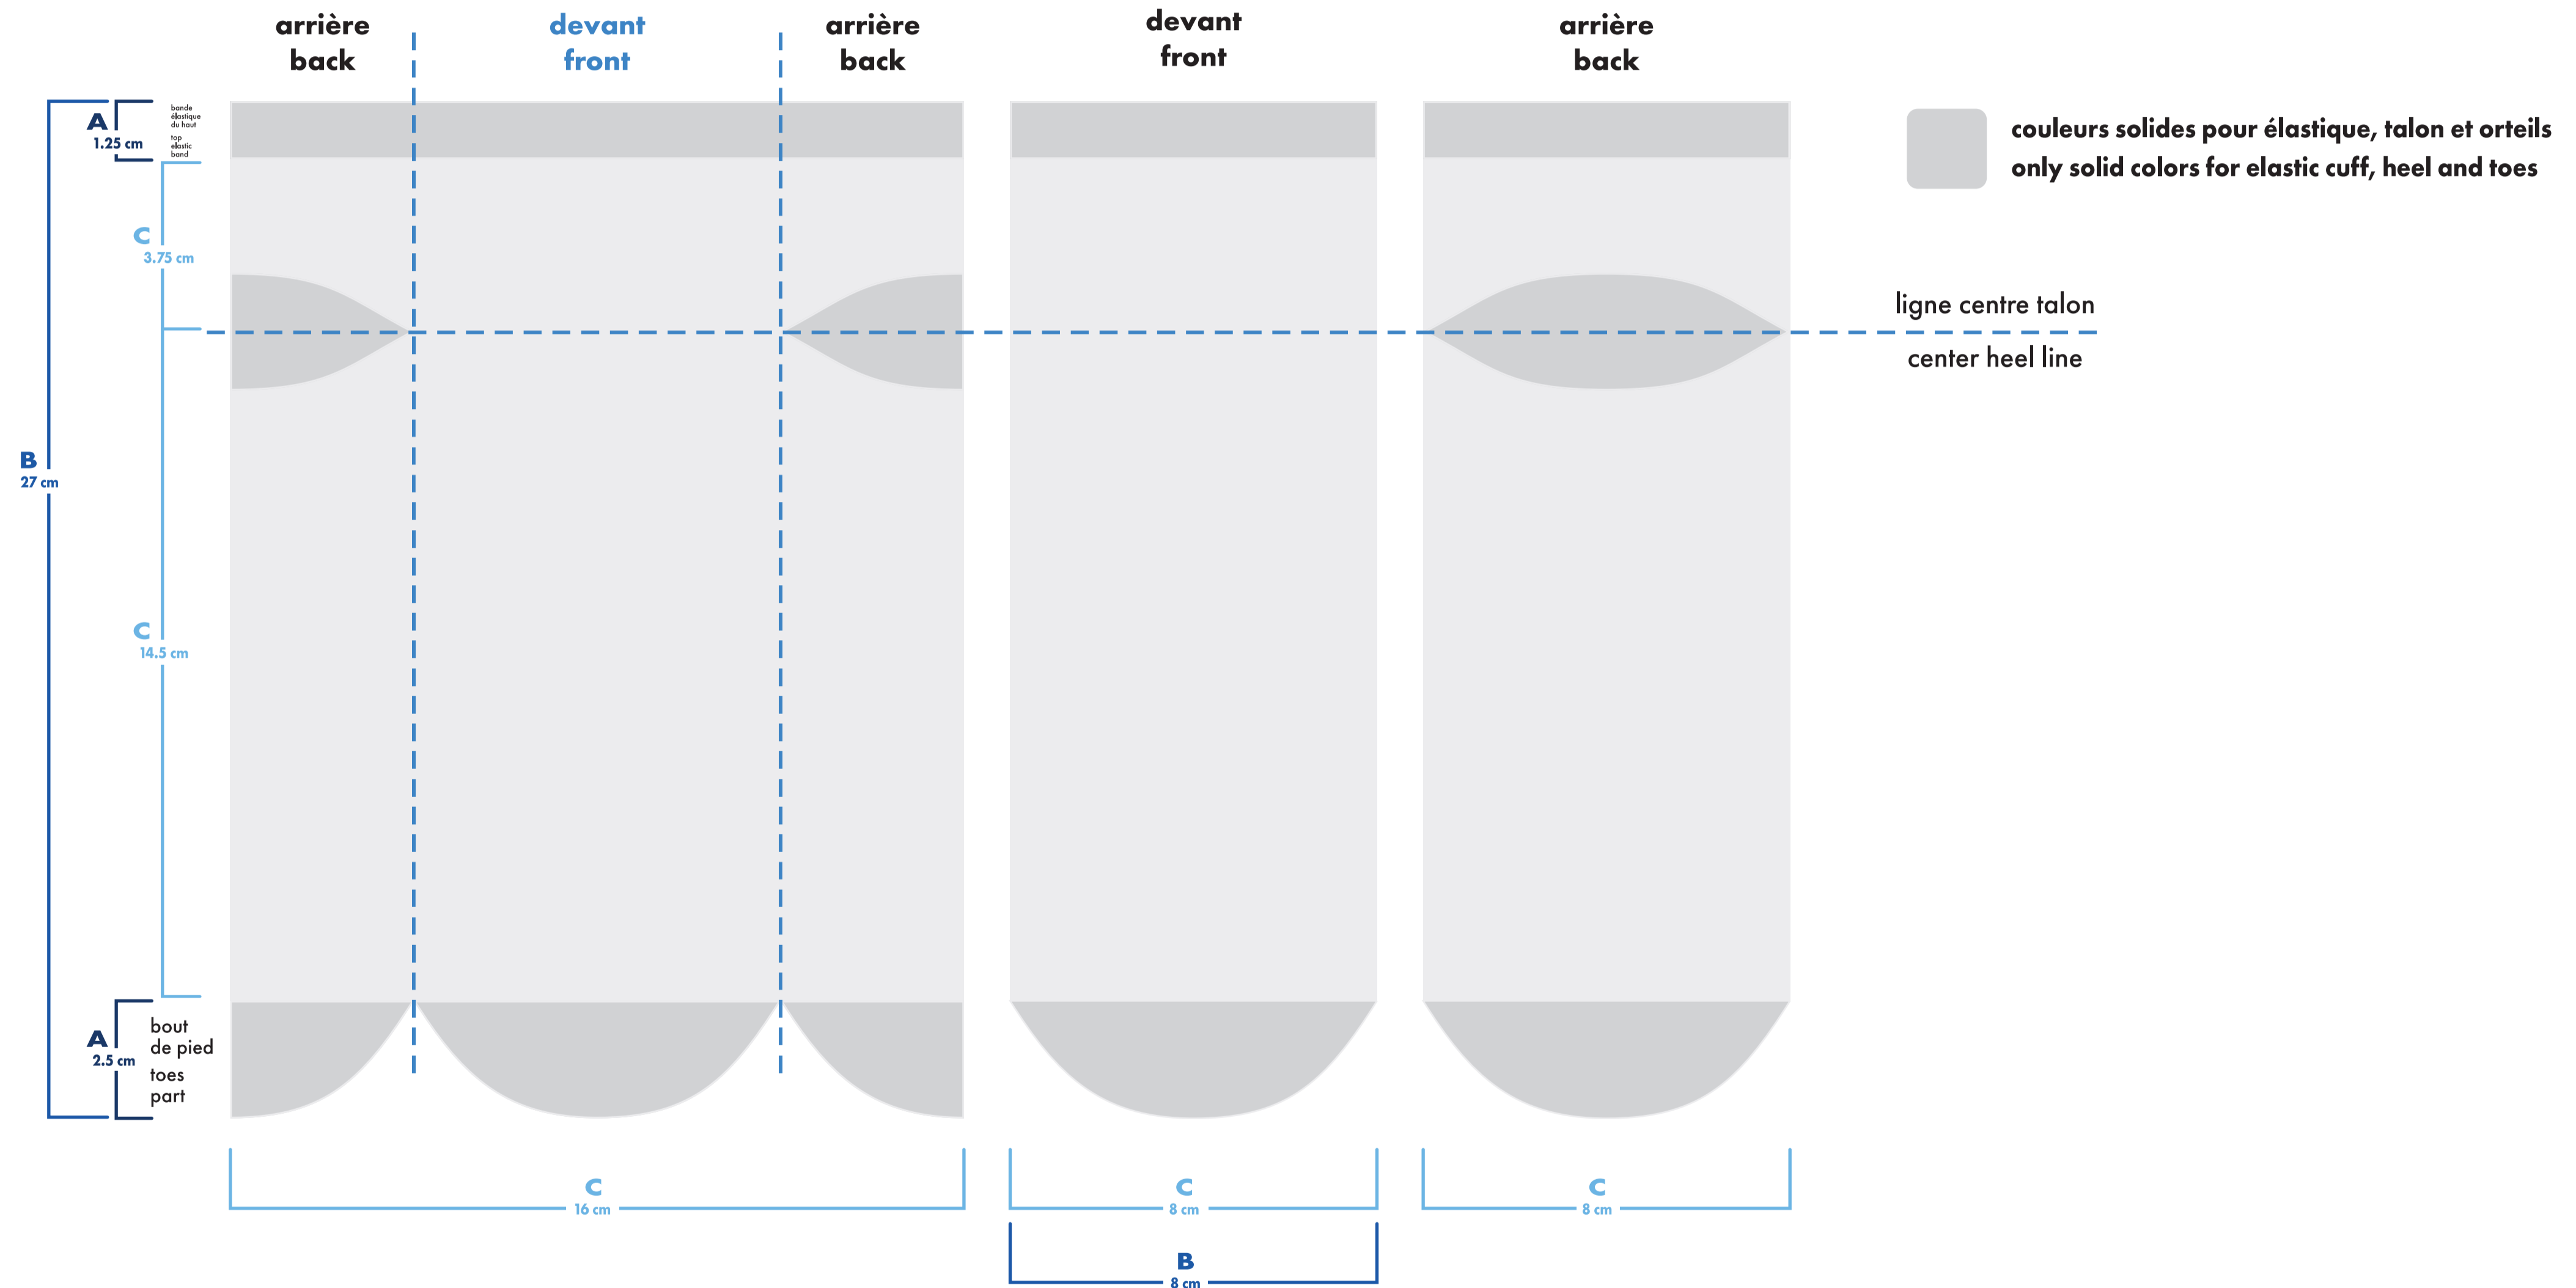 arrière
back
devant
front
arrière
back
devant
front
arrière
back
A
1.25 cm
bande
élastique
du haut
top
elastic
band
couleurs solides pour élastique, talon et orteils
only solid colors for elastic cuff, heel and toes
C
3.75 cm
ligne centre talon
center heel line
B
27 cm
C
14.5 cm
A
2.5 cm
bout
de pied
toes
part
C
16 cm
C
8 cm
C
8 cm
B
8 cm